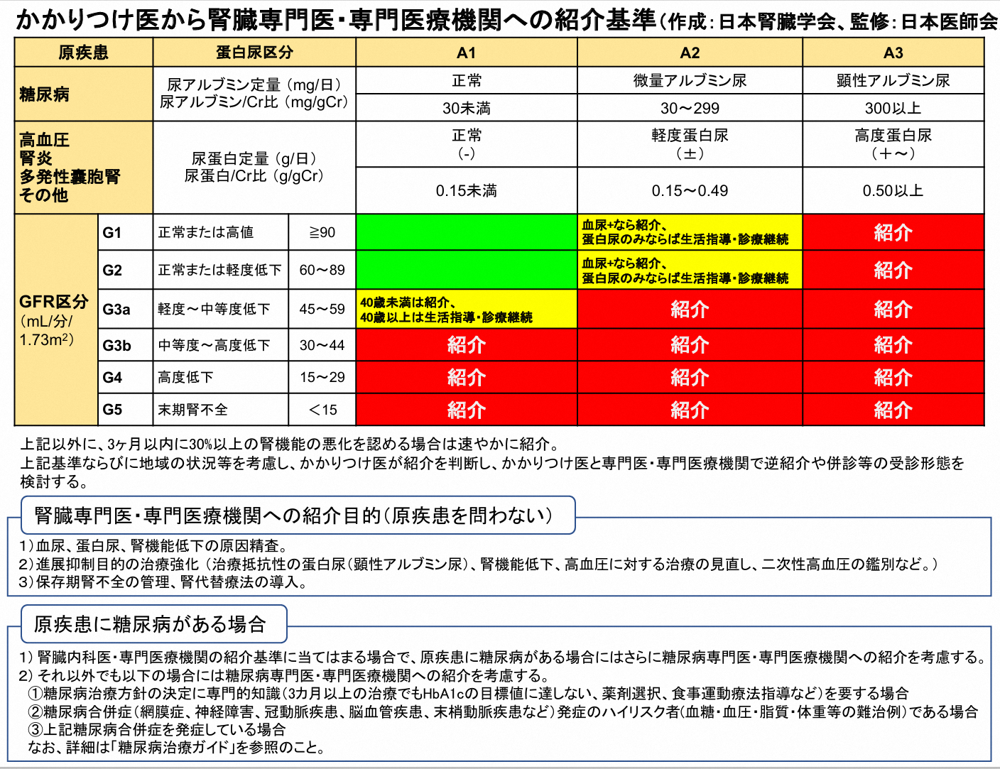 かかりつけ医から腎臓専門医・専門医療機関への紹介基準（作成：日本腎臓学会、監修：日本医師会
原疾患 蛋白尿区分 A1 A2 A3
糖尿病
尿アルブミン定量（mg/日）
尿アルブミン/Cr比（mg/gCr）
正常 微量アルブミン尿 顕性アルブミン尿
30未満 30～299 300以上
高血圧
腎炎
多発性嚢胞腎
その他
尿蛋白定量（g/日）
尿蛋白/Cr比（g/gCr）
正常
（-）
軽度蛋白尿
（±）
高度蛋白尿
（＋～）
0.15未満 0.15～0.49 0.50以上
GFR区分
（mL/分/
1.73m²）
G1 正常または高値 ≧90
血尿+なら紹介、
蛋白尿のみならば生活指導・診療継続
紹介
G2 正常または軽度低下 60～89
血尿+なら紹介、
蛋白尿のみならば生活指導・診療継続
紹介
G3a 軽度～中等度低下 45～59
40歳未満は紹介、
40歳以上は生活指導・診療継続
紹介 紹介
G3b 中等度～高度低下 30～44 紹介 紹介 紹介
G4 高度低下 15～29 紹介 紹介 紹介
G5 末期腎不全 ＜15 紹介 紹介 紹介
上記以外に、3ヶ月以内に30%以上の腎機能の悪化を認める場合は速やかに紹介。
上記基準ならびに地域の状況等を考慮し、かかりつけ医が紹介を判断し、かかりつけ医と専門医・専門医療機関で逆紹介や併診等の受診形態を
検討する。
腎臓専門医・専門医療機関への紹介目的（原疾患を問わない）
1）血尿、蛋白尿、腎機能低下の原因精査。
2）進展抑制目的の治療強化（治療抵抗性の蛋白尿（顕性アルブミン尿）、腎機能低下、高血圧に対する治療の見直し、二次性高血圧の鑑別など。）
3）保存期腎不全の管理、腎代替療法の導入。
原疾患に糖尿病がある場合
1）腎臓内科医・専門医療機関の紹介基準に当てはまる場合で、原疾患に糖尿病がある場合にはさらに糖尿病専門医・専門医療機関への紹介を考慮する。
2）それ以外でも以下の場合には糖尿病専門医・専門医療機関への紹介を考慮する。
①糖尿病治療方針の決定に専門的知識（3カ月以上の治療でもHbA1cの目標値に達しない、薬剤選択、食事運動療法指導など）を要する場合
②糖尿病合併症（網膜症、神経障害、冠動脈疾患、脳血管疾患、末梢動脈疾患など）発症のハイリスク者（血糖・血圧・脂質・体重等の難治例）である場合
③上記糖尿病合併症を発症している場合
なお、詳細は「糖尿病治療ガイド」を参照のこと。